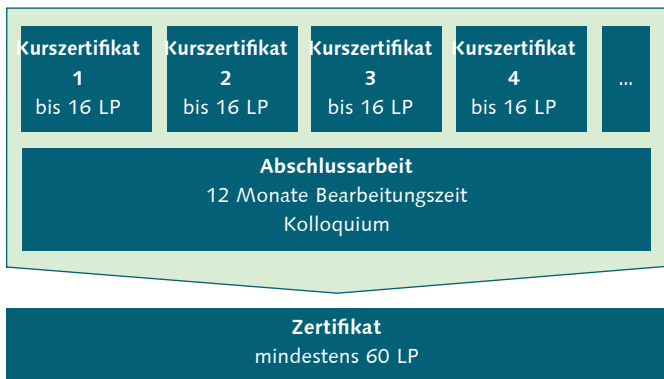 Kurszertifikat
1
bis 16 LP
Kurszertifikat
2
bis 16 LP
Kurszertifikat
3
bis 16 LP
Kurszertifikat
4
bis 16 LP
...
Abschlussarbeit
12 Monate Bearbeitungszeit
Kolloquium
Zertifikat
mindestens 60 LP